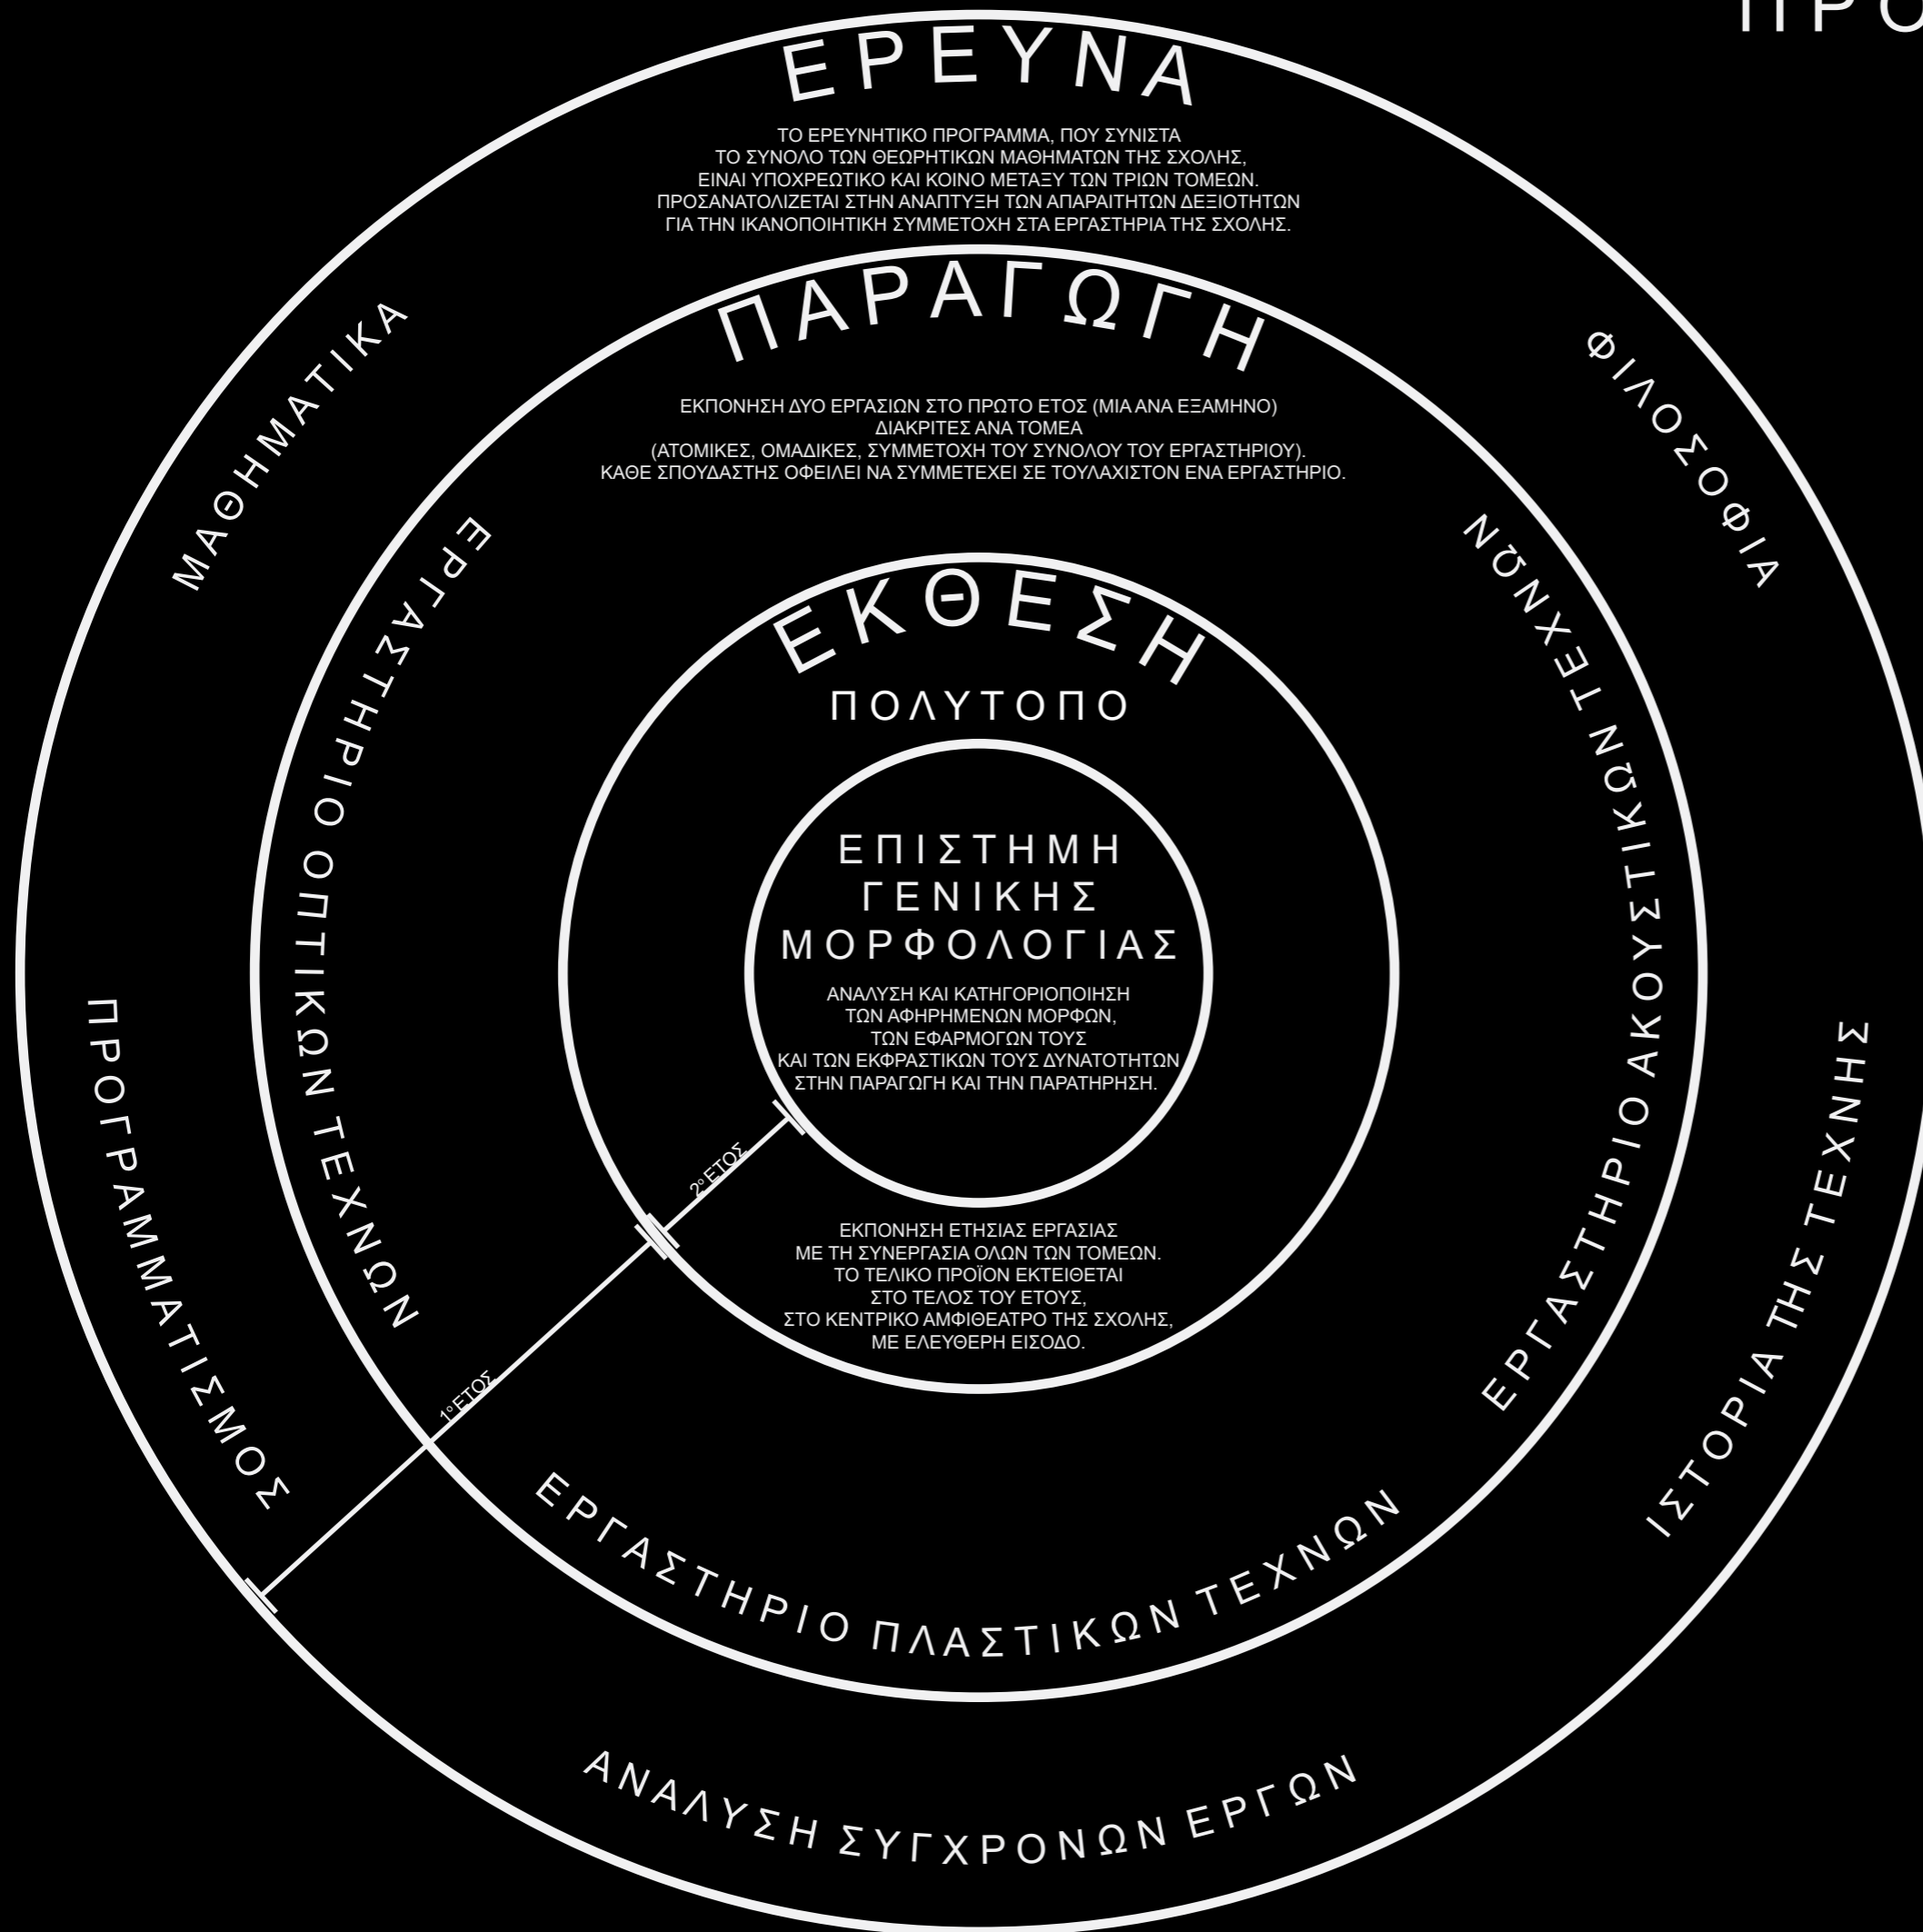 ΠΡΟ
ΕΡΕΥΝΑ
ΤΟ ΕΡΕΥΝΗΤΙΚΟ ΠΡΟΓΡΑΜΜΑ, ΠΟΥ ΣΥΝΙΣΤΑ
ΤΟ ΣΥΝΟΛΟ ΤΩΝ ΘΕΩΡΗΤΙΚΩΝ ΜΑΘΗΜΑΤΩΝ ΤΗΣ ΣΧΟΛΗΣ,
ΕΙΝΑΙ ΥΠΟΧΡΕΩΤΙΚΟ ΚΑΙ ΚΟΙΝΟ ΜΕΤΑΞΥ ΤΩΝ ΤΡΙΩΝ ΤΟΜΕΩΝ.
ΠΡΟΣΑΝΑΤΟΛΙΖΕΤΑΙ ΣΤΗΝ ΑΝΑΠΤΥΞΗ ΤΩΝ ΑΠΑΡΑΙΤΗΤΩΝ ΔΕΞΙΟΤΗΤΩΝ
ΓΙΑ ΤΗΝ ΙΚΑΝΟΠΟΙΗΤΙΚΗ ΣΥΜΜΕΤΟΧΗ ΣΤΑ ΕΡΓΑΣΤΗΡΙΑ ΤΗΣ ΣΧΟΛΗΣ.
ΜΑΘΗΜΑΤΙΚΑ
ΦΙΛΟΣΟΦΙΑ
ΠΑΡΑΓΩΓΗ
ΕΚΠΟΝΗΣΗ ΔΥΟ ΕΡΓΑΣΙΩΝ ΣΤΟ ΠΡΩΤΟ ΕΤΟΣ (ΜΙΑ ΑΝΑ ΕΞΑΜΗΝΟ)
ΔΙΑΚΡΙΤΕΣ ΑΝΑ ΤΟΜΕΑ
(ΑΤΟΜΙΚΕΣ, ΟΜΑΔΙΚΕΣ, ΣΥΜΜΕΤΟΧΗ ΤΟΥ ΣΥΝΟΛΟΥ ΤΟΥ ΕΡΓΑΣΤΗΡΙΟΥ).
ΚΑΘΕ ΣΠΟΥΔΑΣΤΗΣ ΟΦΕΙΛΕΙ ΝΑ ΣΥΜΜΕΤΕΧΕΙ ΣΕ ΤΟΥΛΑΧΙΣΤΟΝ ΕΝΑ ΕΡΓΑΣΤΗΡΙΟ.
ΕΡΓΑΣΤΗΡΙΟ ΟΠΤΙΚΩΝ ΤΕΧΝΩΝ
ΕΡΓΑΣΤΗΡΙΟ ΑΚΟΥΣΤΙΚΩΝ ΤΕΧΝΩΝ
ΕΚΘΕΣΗ
ΠΟΛΥΤΟΠΟ
ΕΠΙΣΤΗΜΗ
ΓΕΝΙΚΗΣ
ΜΟΡΦΟΛΟΓΙΑΣ
ΑΝΑΛΥΣΗ ΚΑΙ ΚΑΤΗΓΟΡΙΟΠΟΙΗΣΗ
ΤΩΝ ΑΦΗΡΗΜΕΝΩΝ ΜΟΡΦΩΝ,
ΤΩΝ ΕΦΑΡΜΟΓΩΝ ΤΟΥΣ
ΚΑΙ ΤΩΝ ΕΚΦΡΑΣΤΙΚΩΝ ΤΟΥΣ ΔΥΝΑΤΟΤΗΤΩΝ
ΣΤΗΝ ΠΑΡΑΓΩΓΗ ΚΑΙ ΤΗΝ ΠΑΡΑΤΗΡΗΣΗ.
2º ΕΤΟΣ
ΕΚΠΟΝΗΣΗ ΕΤΗΣΙΑΣ ΕΡΓΑΣΙΑΣ
ΜΕ ΤΗ ΣΥΝΕΡΓΑΣΙΑ ΟΛΩΝ ΤΩΝ ΤΟΜΕΩΝ.
ΤΟ ΤΕΛΙΚΟ ΠΡΟΪΟΝ ΕΚΤΕΙΘΕΤΑΙ
ΣΤΟ ΤΕΛΟΣ ΤΟΥ ΕΤΟΥΣ,
ΣΤΟ ΚΕΝΤΡΙΚΟ ΑΜΦΙΘΕΑΤΡΟ ΤΗΣ ΣΧΟΛΗΣ,
ΜΕ ΕΛΕΥΘΕΡΗ ΕΙΣΟΔΟ.
1º ΕΤΟΣ
ΠΡΟΓΡΑΜΜΑΤΙΣΜΟΣ
ΙΣΤΟΡΙΑ ΤΗΣ ΤΕΧΝΗΣ
ΕΡΓΑΣΤΗΡΙΟ ΠΛΑΣΤΙΚΩΝ ΤΕΧΝΩΝ
ΑΝΑΛΥΣΗ ΣΥΓΧΡΟΝΩΝ ΕΡΓΩΝ